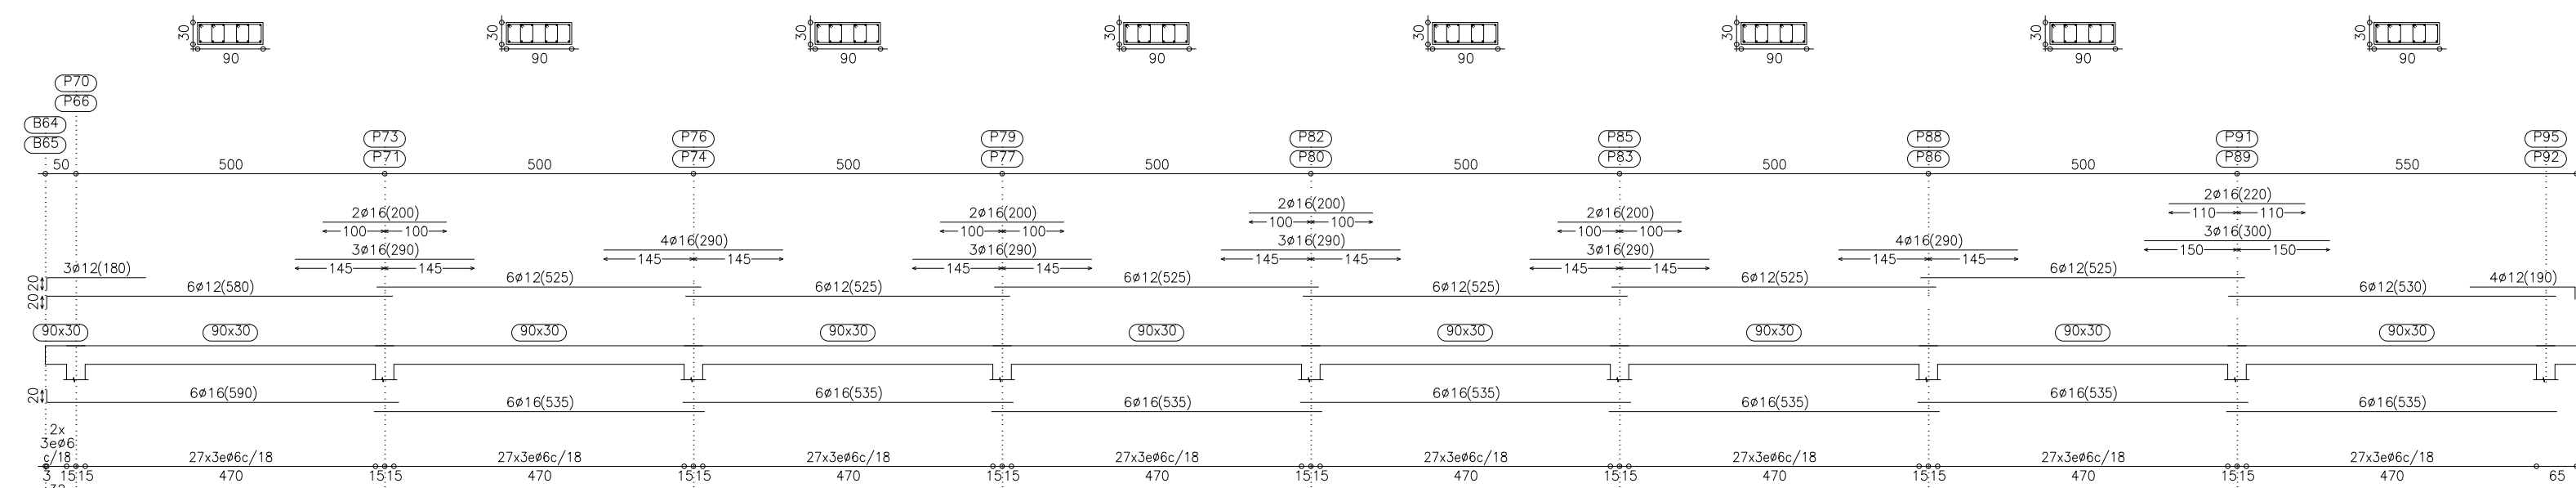 30 30 30 30 30 30 30 30
90 90 90 90 90 90 90 90
P70
P66
B64
B65
P73 P76 P79 P82 P85 P88 P91 P95
P71 P74 P77 P80 P83 P86 P89 P92
50 500 500 500 500 500 500 500 550
2ø16(220)
110 110
2ø16(200)
100 100
2ø16(200) 2ø16(200) 2ø16(200)
100 100 100 100 100 100
3ø16(300)
150 150
4ø16(290) 3ø16(290) 4ø16(290)
145 145 145 145 145 145
3ø16(290) 3ø16(290) 3ø16(290)
145 145 145 145 145 145
3ø12(180) 6ø12(525) 6ø12(525) 6ø12(525) 6ø12(525) 4ø12(190)
20
6ø12(580) 6ø12(525) 6ø12(525) 6ø12(530)
20
90x30 90x30 90x30 90x30 90x30 90x30 90x30 90x30 90x30
20 6ø16(590) 6ø16(535) 6ø16(535) 6ø16(535)
6ø16(535) 6ø16(535) 6ø16(535) 6ø16(535)
2x
3eø6
c/18 27x3eø6c/18 27x3eø6c/18 27x3eø6c/18 27x3eø6c/18 27x3eø6c/18 27x3eø6c/18 27x3eø6c/18 27x3eø6c/18
3 15 15 470 15 15 470 15 15 470 15 15 470 15 15 470 15 15 470 15 15 470 15 15 470 65